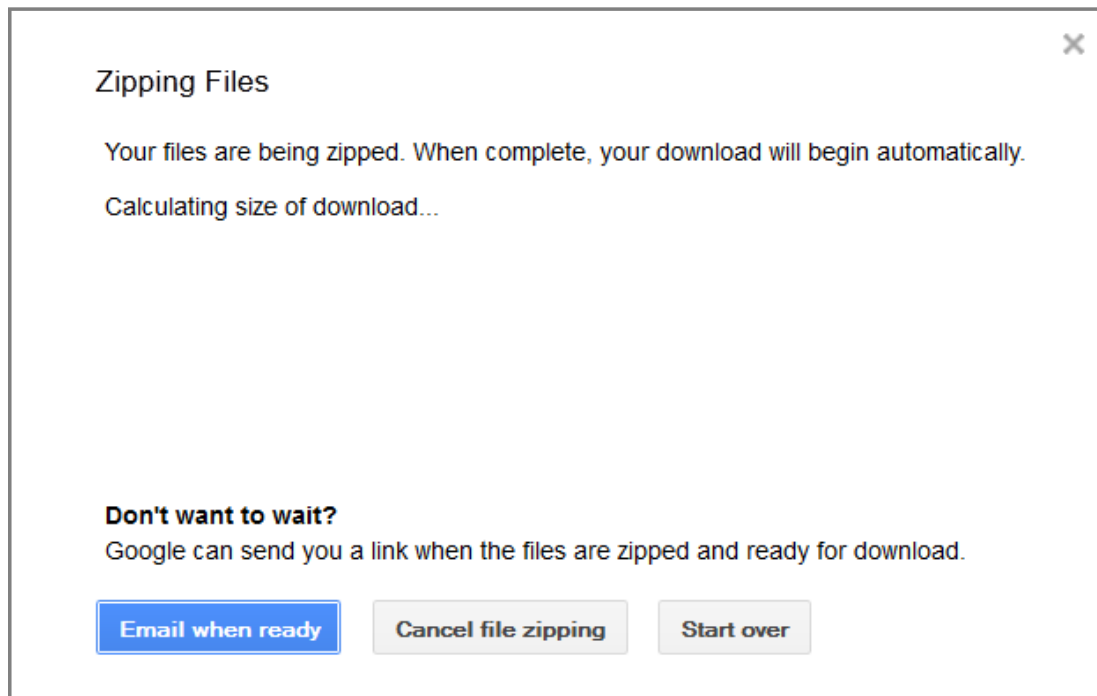 Zipping Files
Your files are being zipped. When complete, your download will begin automatically.
Calculating size of download...
Don't want to wait?
Google can send you a link when the files are zipped and ready for download.
Email when ready Cancel file zipping Start over